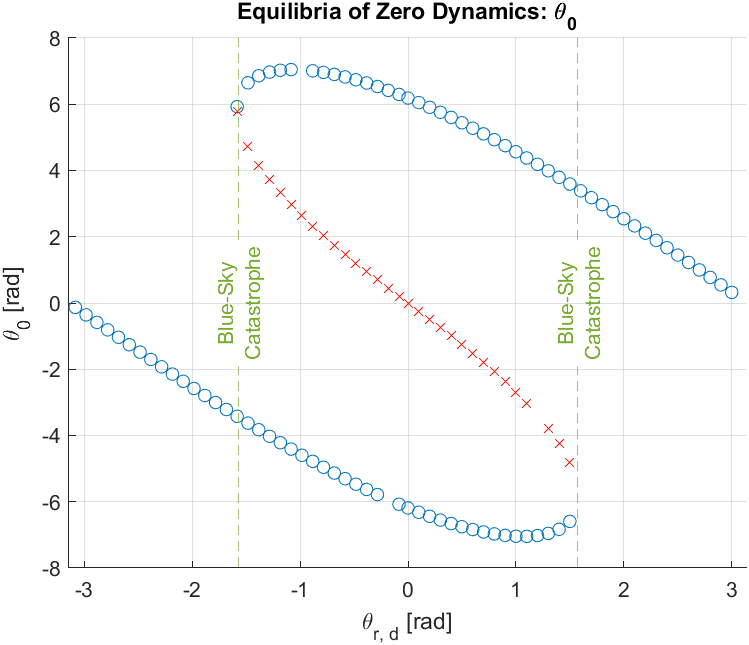 Equilibria of Zero Dynamics: θ0
8
6
4
2
0
-2
-4
-6
-8
θ0 [rad]
Blue-Sky
Catastrophe
Blue-Sky
Catastrophe
-3
-2
-1
0
1
2
3
θr, d [rad]